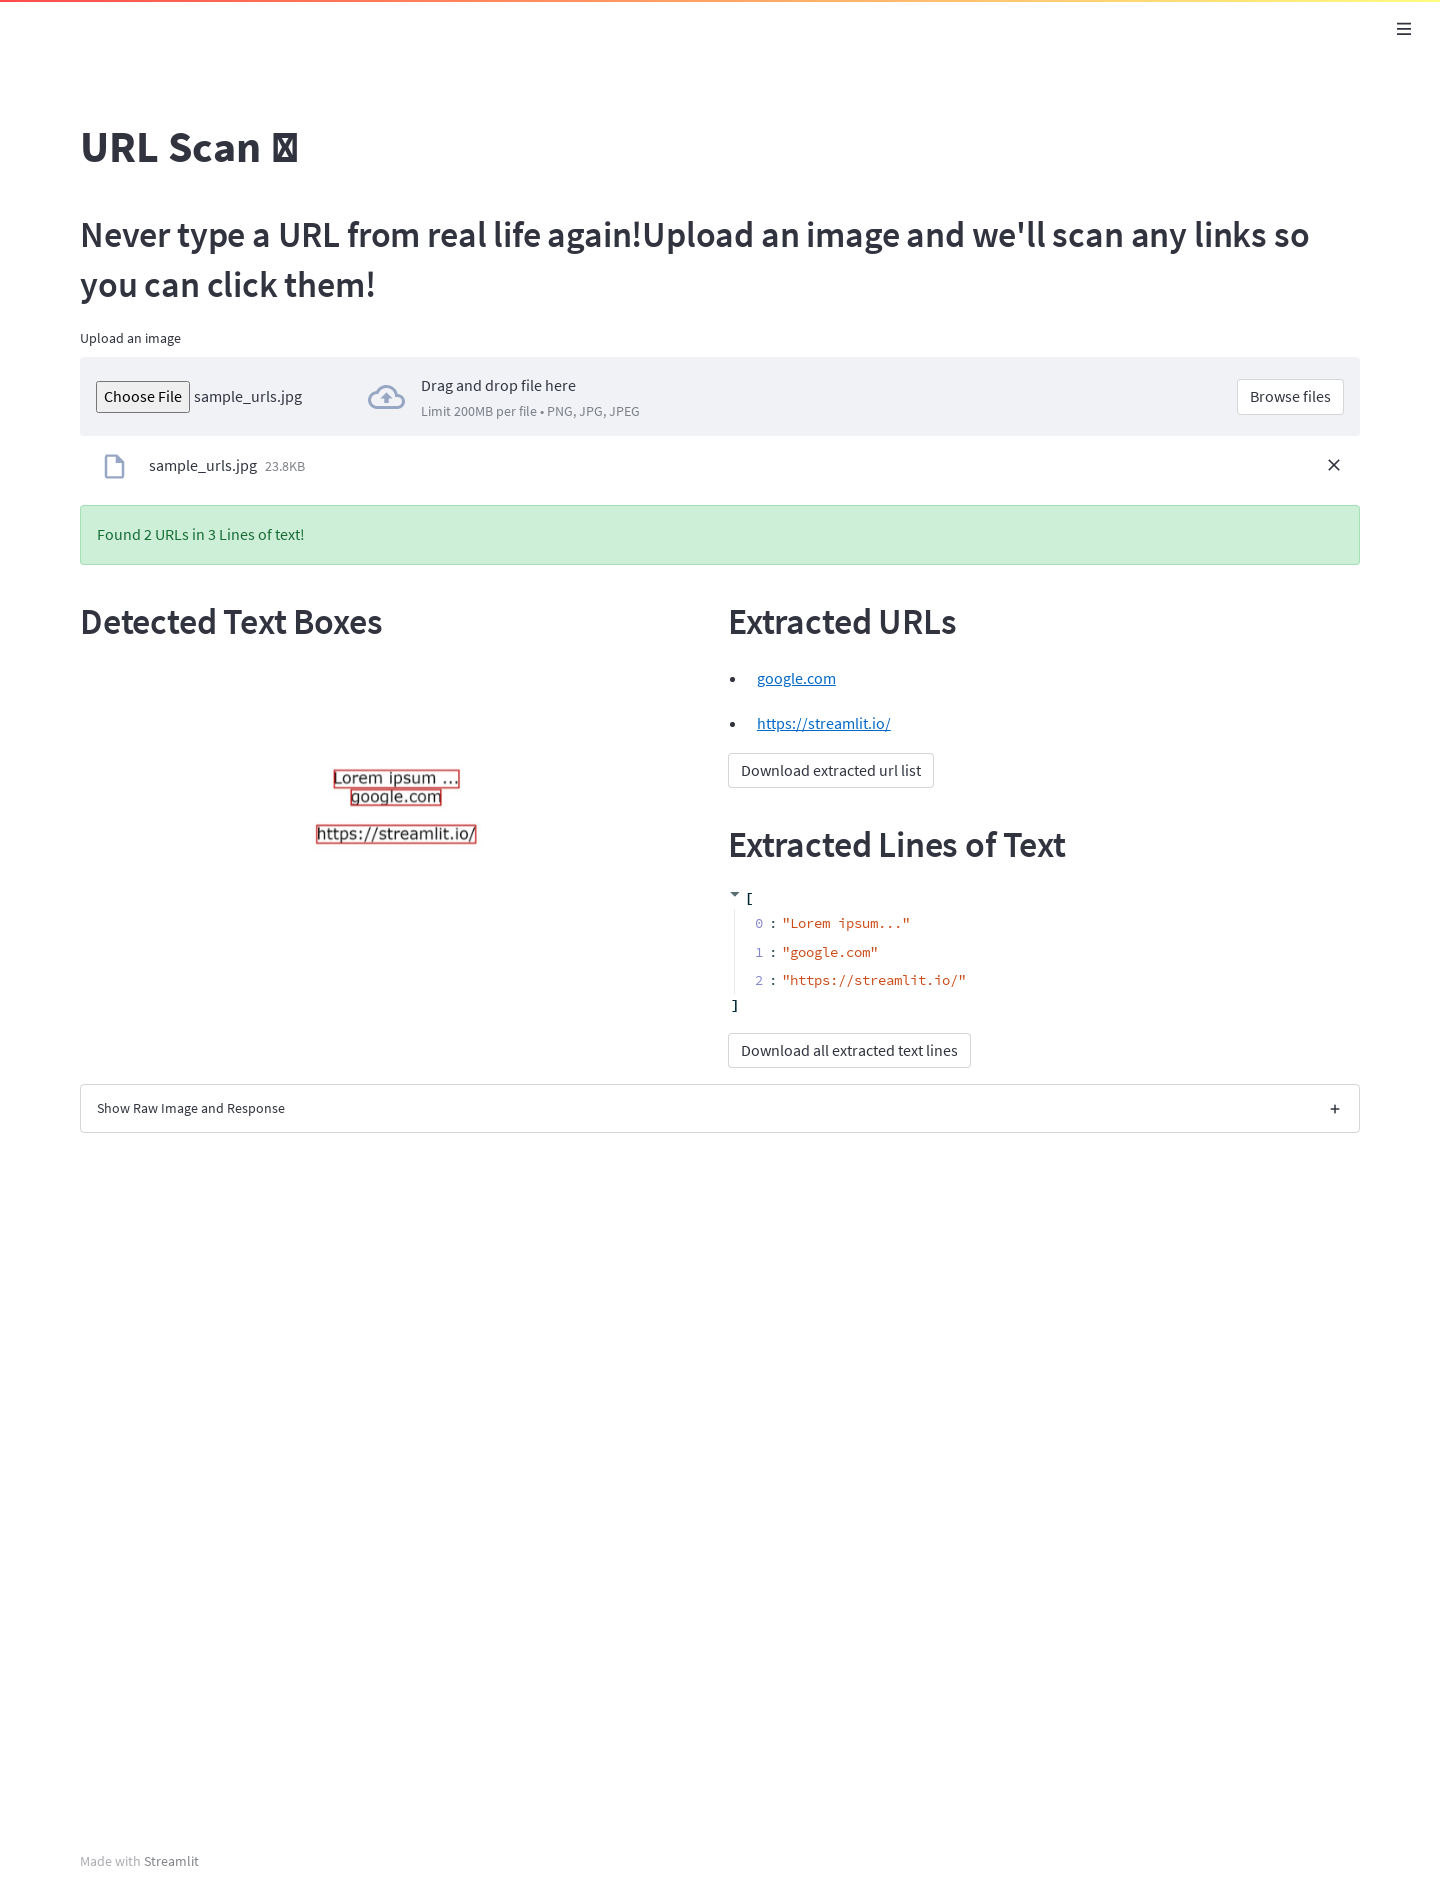 URL Scan
Never type a URL from real life again!Upload an image and we'll scan any links so
you can click them!
Upload an image
Choose File sample_urls.jpg
Drag and drop file here
Limit 200MB per file • PNG, JPG, JPEG
Browse files
sample_urls.jpg 23.8KB
Found 2 URLs in 3 Lines of text!
Detected Text Boxes
Lorem ipsum ...
google.com
https://streamlit.io/
Extracted URLs
• google.com
• https://streamlit.io/
Download extracted url list
Extracted Lines of Text
[
0 : "Lorem ipsum..."
1 : "google.com"
2 : "https://streamlit.io/"
]
Download all extracted text lines
Show Raw Image and Response
Made with Streamlit